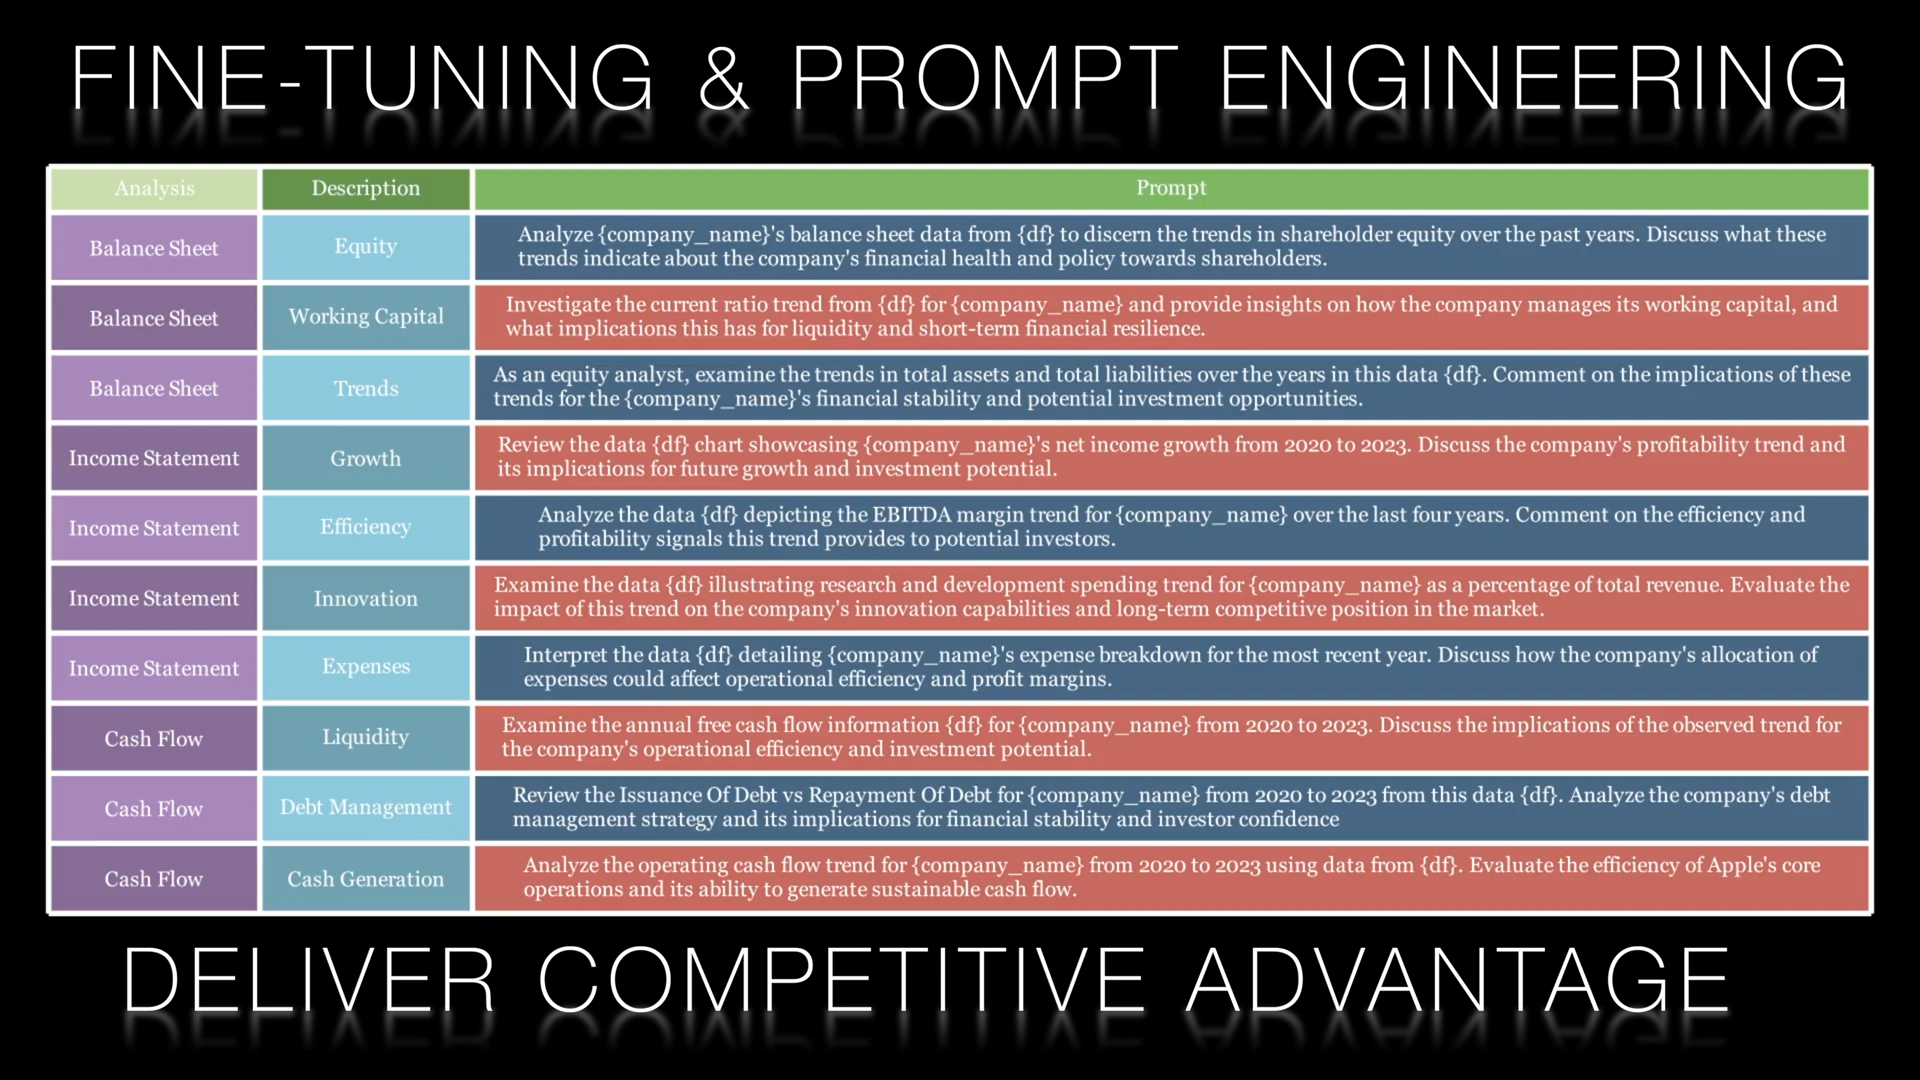 FINE-TUNING & PROMPT ENGINEERING
Analysis Description Prompt
Balance Sheet Equity Analyze {company_name}'s balance sheet data from {df} to discern the trends in shareholder equity over the past years. Discuss what these
trends indicate about the company's financial health and policy towards shareholders.
Balance Sheet Working Capital Investigate the current ratio trend from {df} for {company_name} and provide insights on how the company manages its working capital, and
what implications this has for liquidity and short-term financial resilience.
Balance Sheet Trends As an equity analyst, examine the trends in total assets and total liabilities over the years in this data {df}. Comment on the implications of these
trends for the {company_name}'s financial stability and potential investment opportunities.
Income Statement Growth Review the data {df} chart showcasing {company_name}'s net income growth from 2020 to 2023. Discuss the company's profitability trend and
its implications for future growth and investment potential.
Income Statement Efficiency Analyze the data {df} depicting the EBITDA margin trend for {company_name} over the last four years. Comment on the efficiency and
profitability signals this trend provides to potential investors.
Income Statement Innovation Examine the data {df} illustrating research and development spending trend for {company_name} as a percentage of total revenue. Evaluate the
impact of this trend on the company's innovation capabilities and long-term competitive position in the market.
Income Statement Expenses Interpret the data {df} detailing {company_name}'s expense breakdown for the most recent year. Discuss how the company's allocation of
expenses could affect operational efficiency and profit margins.
Cash Flow Liquidity Examine the annual free cash flow information {df} for {company_name} from 2020 to 2023. Discuss the implications of the observed trend for
the company's operational efficiency and investment potential.
Cash Flow Debt Management Review the Issuance Of Debt vs Repayment Of Debt for {company_name} from 2020 to 2023 from this data {df}. Analyze the company's debt
management strategy and its implications for financial stability and investor confidence
Cash Flow Cash Generation Analyze the operating cash flow trend for {company_name} from 2020 to 2023 using data from {df}. Evaluate the efficiency of Apple's core
operations and its ability to generate sustainable cash flow.
DELIVER COMPETITIVE ADVANTAGE